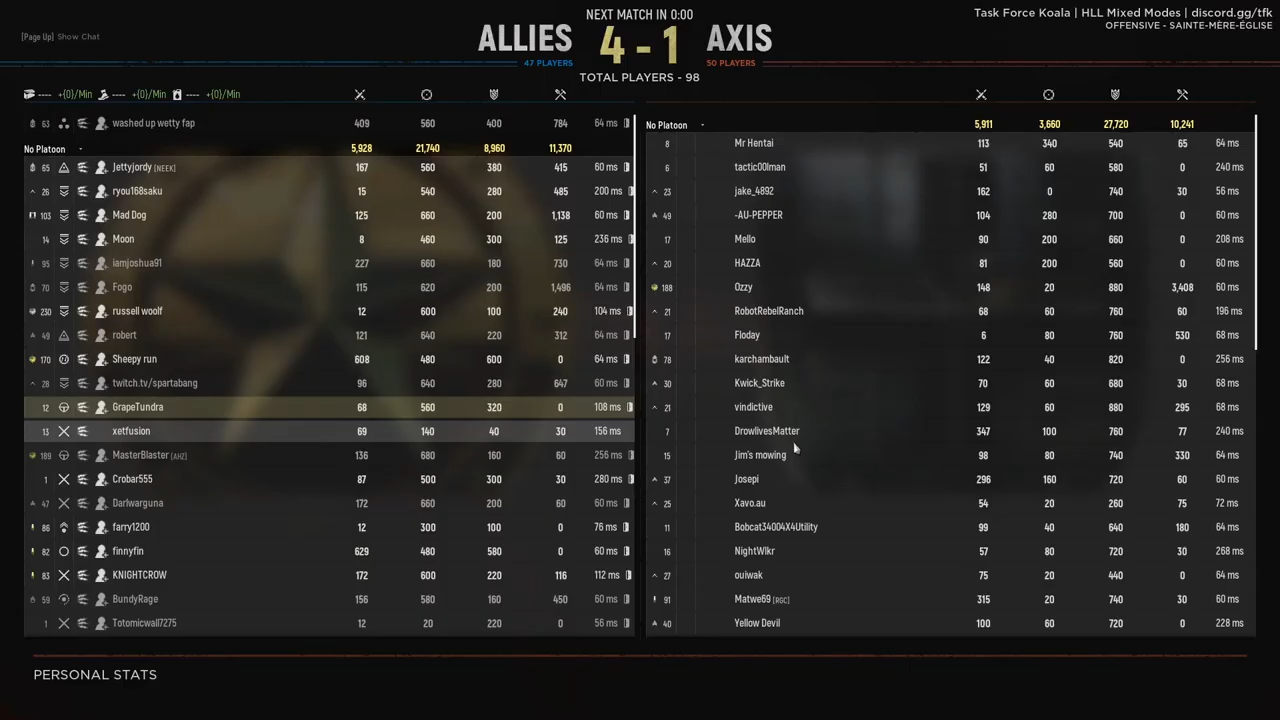 [Page Up] Show Chat
NEXT MATCH IN 0:00
ALLIES 4 - 1 AXIS
47 PLAYERS 50 PLAYERS
TOTAL PLAYERS - 98
Task Force Koala | HLL Mixed Modes | discord.gg/tfk
OFFENSIVE - SAINTE-MÈRE-ÉGLISE
---- +{0}/Min ---- +{0}/Min ---- +{0}/Min
63 washed up wetty fap 409 560 400 784 64 ms
No Platoon - 5,928 21,740 8,960 11,370
65 Jettyjordy [NEEK] 167 560 380 415 60 ms
26 ryou168saku 15 540 280 485 200 ms
103 Mad Dog 125 660 200 1,138 60 ms
14 Moon 8 460 300 125 236 ms
95 iamjoshua91 227 660 180 730 64 ms
70 Fogo 115 620 200 1,496 64 ms
230 russell woolf 12 600 100 240 104 ms
49 robert 121 640 220 312 64 ms
170 Sheepy run 608 480 600 0 64 ms
28 twitch.tv/spartabang 96 640 280 647 60 ms
12 GrapeTundra 68 560 320 0 108 ms
13 xetfusion 69 140 40 30 156 ms
189 MasterBlaster [AHZ] 136 680 160 60 256 ms
1 Crobar555 87 500 300 30 280 ms
47 Darlwarguna 172 660 200 60 60 ms
86 farry1200 12 300 100 0 76 ms
82 finnyfin 629 480 580 0 60 ms
83 KNIGHTCROW 172 600 220 116 112 ms
59 BundyRage 156 580 160 450 60 ms
1 Totomicwall7275 12 20 220 0 56 ms
No Platoon - 5,911 3,660 27,720 10,241
8 Mr Hentai 113 340 540 65 64 ms
6 tactic00lman 51 60 580 0 240 ms
23 jake_4892 162 0 740 30 56 ms
49 -AU-PEPPER 104 280 700 0 60 ms
17 Mello 90 200 660 0 208 ms
20 HAZZA 81 200 560 0 60 ms
188 Ozzy 148 20 880 3,408 60 ms
21 RobotRebelRanch 68 60 760 60 196 ms
17 Floday 6 80 760 530 68 ms
78 karchambault 122 40 820 0 256 ms
30 Kwick_Strike 70 60 680 30 68 ms
21 vindictive 129 60 880 295 68 ms
7 DrowlivesMatter 347 100 760 77 240 ms
15 Jim's mowing 98 80 740 330 64 ms
37 Josepi 296 160 720 60 60 ms
25 Xavo.au 54 20 260 75 72 ms
11 Bobcat34004X4Utility 99 40 640 180 64 ms
16 NightWlkr 57 80 720 30 268 ms
27 ouiwak 75 20 440 0 64 ms
91 Matwe69 [RGC] 315 20 740 30 60 ms
40 Yellow Devil 100 60 720 0 228 ms
PERSONAL STATS